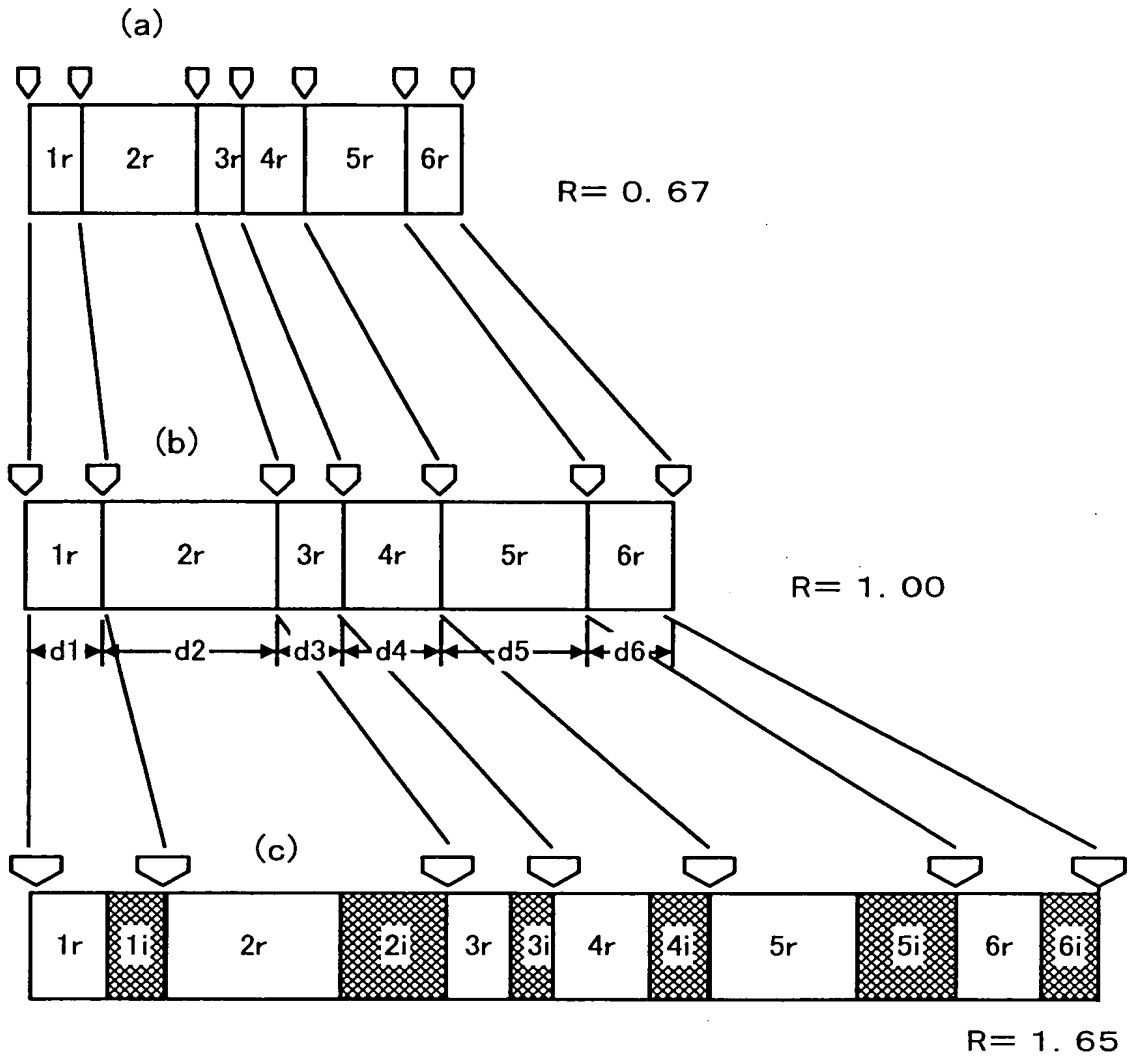 (a)
1r 2r 3r 4r 5r 6r
R= 0. 67
(b)
1r 2r 3r 4r 5r 6r
R= 1. 00
d1 d2 d3 d4 d5 d6
(c)
1r 1i 2r 2i 3r 3i 4r 4i 5r 5i 6r 6i
R= 1. 65